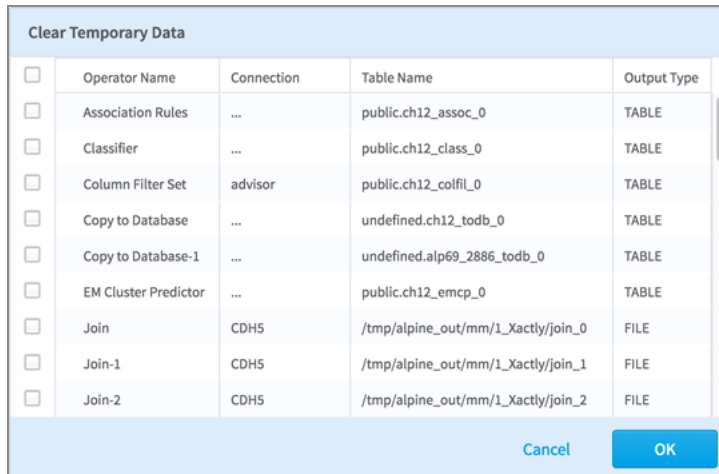 Clear Temporary Data
Operator Name Connection Table Name Output Type
Association Rules ... public.ch12_assoc_0 TABLE
Classifier ... public.ch12_class_0 TABLE
Column Filter Set advisor public.ch12_colfil_0 TABLE
Copy to Database ... undefined.ch12_todb_0 TABLE
Copy to Database-1 ... undefined.alp69_2886_todb_0 TABLE
EM Cluster Predictor ... public.ch12_emcp_0 TABLE
Join CDH5 /tmp/alpine_out/mm/1_Xactly/join_0 FILE
Join-1 CDH5 /tmp/alpine_out/mm/1_Xactly/join_1 FILE
Join-2 CDH5 /tmp/alpine_out/mm/1_Xactly/join_2 FILE
Cancel OK